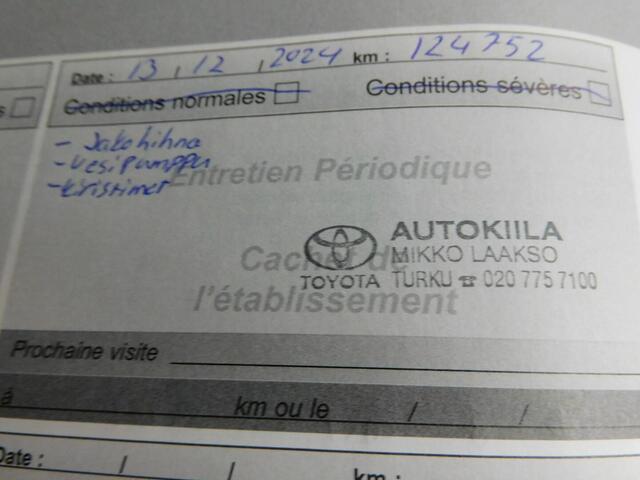 Date : 13 , 12 , 2024 km : 124752
s Conditions normales Conditions sévères
- Jakohihna
- Vesipumppu
- Kiristimet
Entretien Périodique
AUTOKIILA
MIKKO LAAKSO
TOYOTA TURKU ☎ 020 775 7100
Cachet de
l'établissement
Prochaine visite
à km ou le / /
Date : / / km :